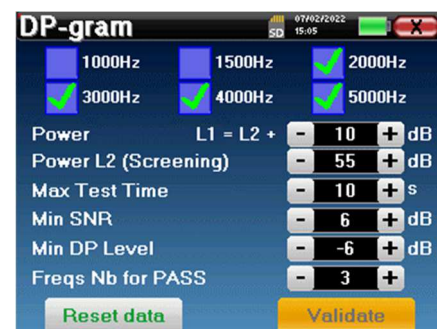 DP-gram SD 07/02/2022 15:05 X
1000Hz 1500Hz 2000Hz
3000Hz 4000Hz 5000Hz
Power L1 = L2 + - 10 + dB
Power L2 (Screening) - 55 + dB
Max Test Time - 10 + s
Min SNR - 6 + dB
Min DP Level - -6 + dB
Freqs Nb for PASS - 3 +
Reset data Validate